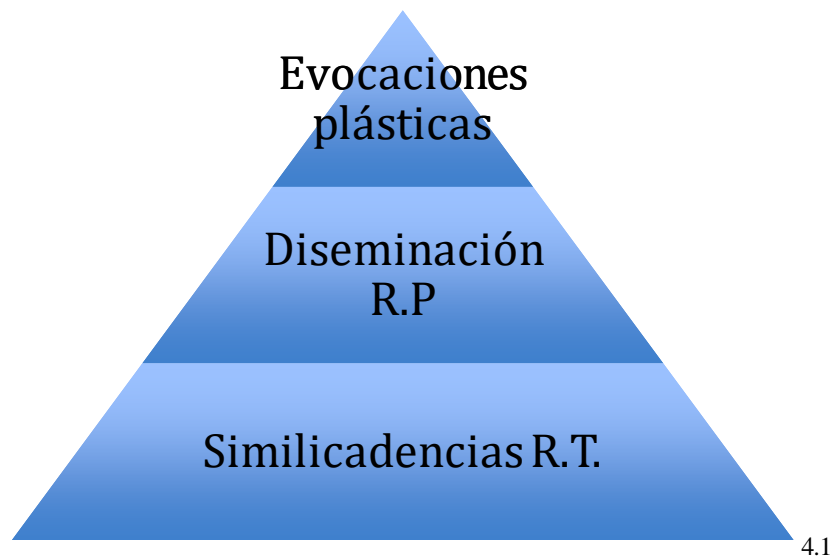 Evocaciones
plásticas
Diseminación
R.P
Similicadencias R.T.
4.1